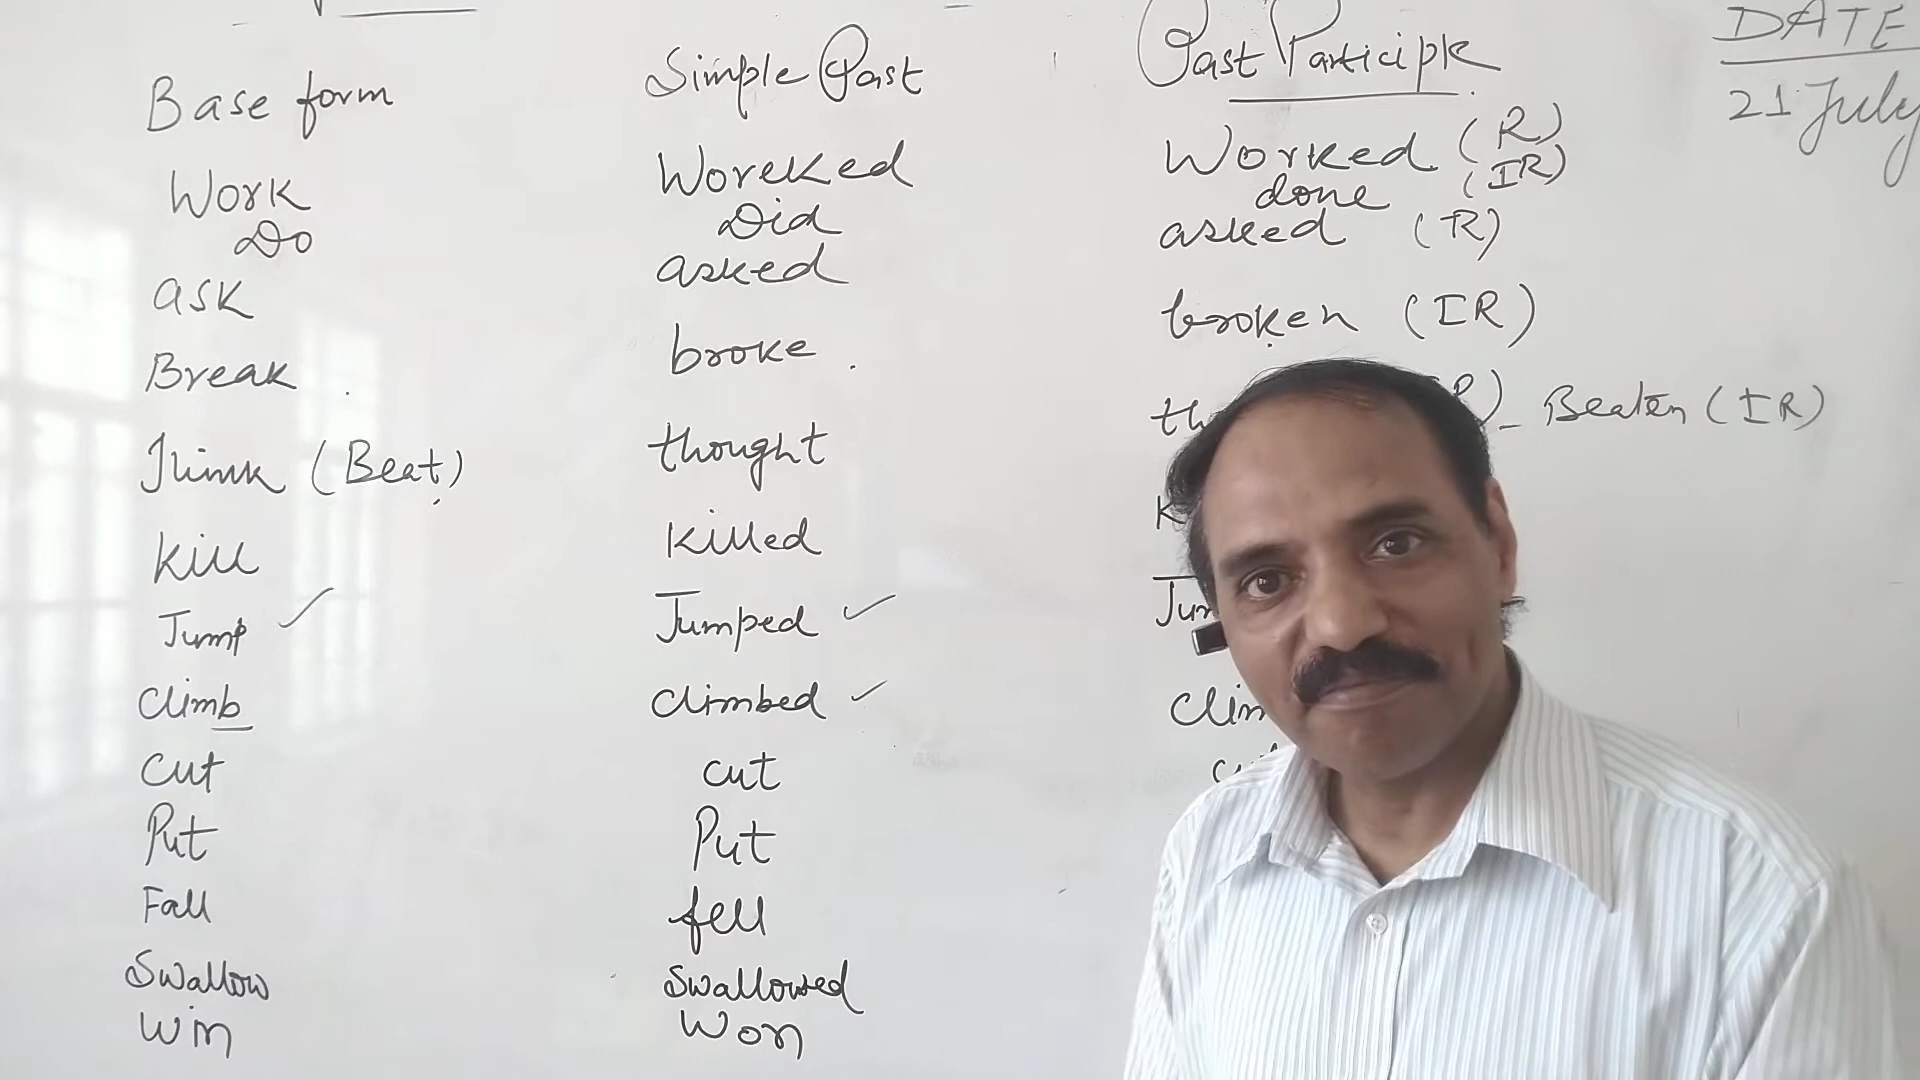 Base form Simple Past Past Participle DATE
21 July
Work Woreked Worked (R)
Do Did done (IR)
ask asked asked (R)
Break broke broken (IR)
Think (Beat) thought Beaten (IR)
Kill Killed
Jump Jumped
Climb Climbed
cut cut
Put Put
Fall fell
Swallow Swallowed
Win Won